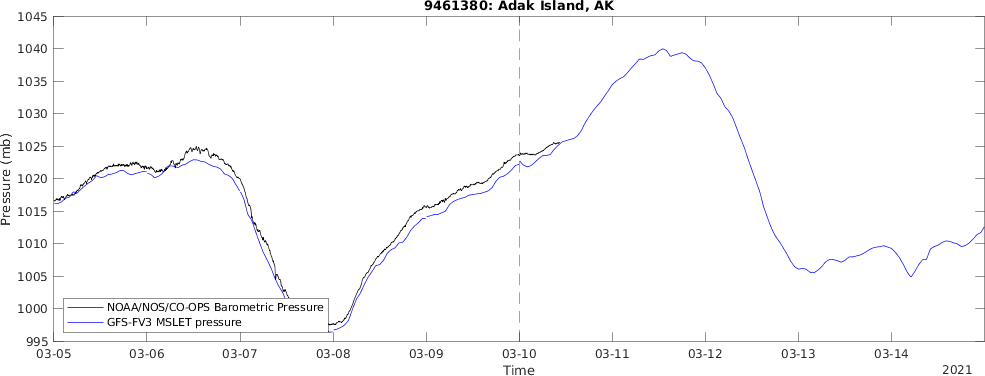 9461380: Adak Island, AK
1045
1040
1035
1030
1025
1020
1015
1010
1005
1000
995
Pressure (mb)
NOAA/NOS/CO-OPS Barometric Pressure
GFS-FV3 MSLET pressure
03-05 03-06 03-07 03-08 03-09 03-10 03-11 03-12 03-13 03-14
Time
2021